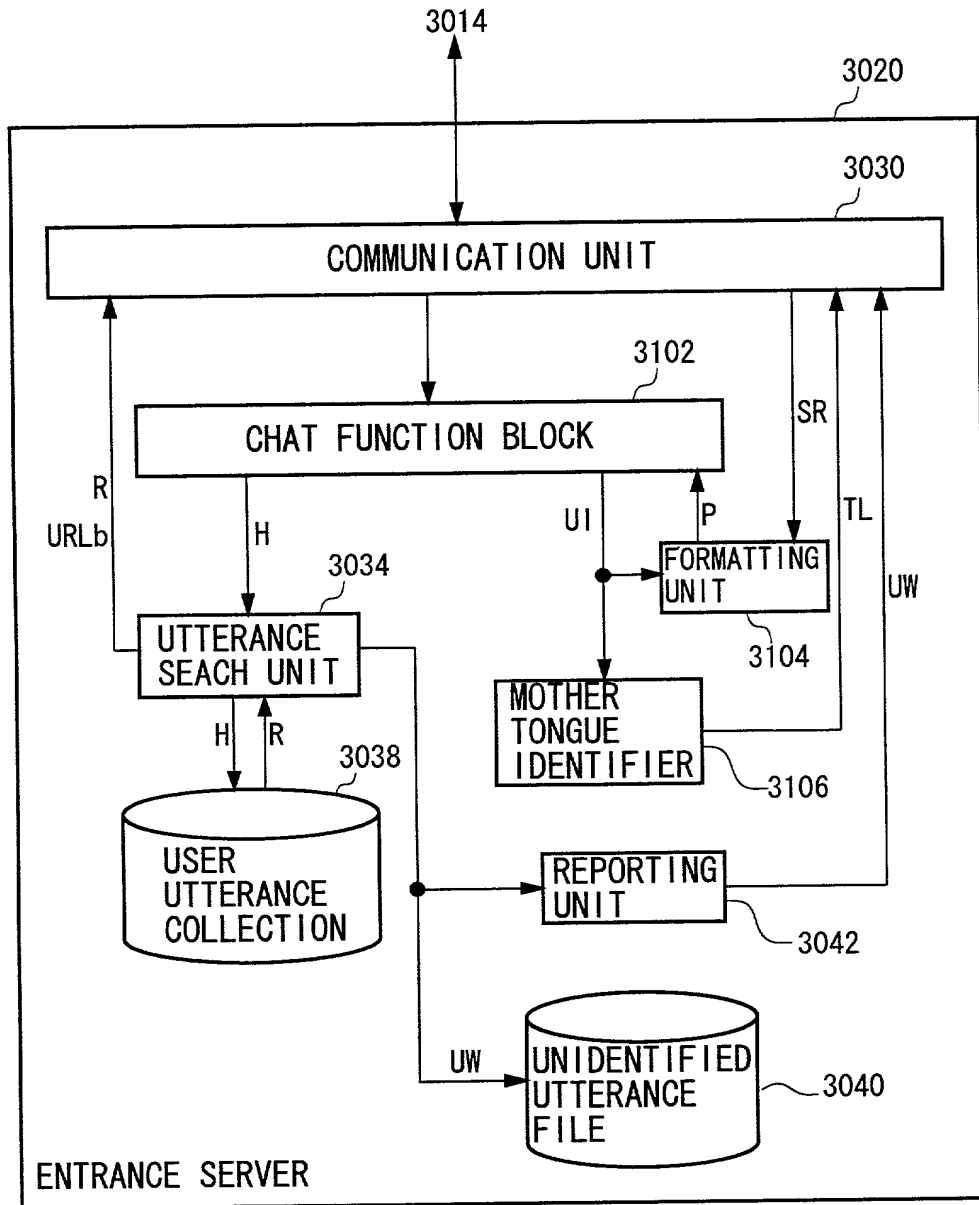 3014
3020
3030
COMMUNICATION UNIT
3102
CHAT FUNCTION BLOCK
SR
R
URLb
H
UI
P
TL
3034
FORMATTING
UNIT
UW
UTTERANCE
SEACH UNIT
3104
H
R
MOTHER
TONGUE
IDENTIFIER
3038
3106
USER
UTTERANCE
COLLECTION
REPORTING
UNIT
3042
UW
UNIDENTIFIED
UTTERANCE
FILE
3040
ENTRANCE SERVER